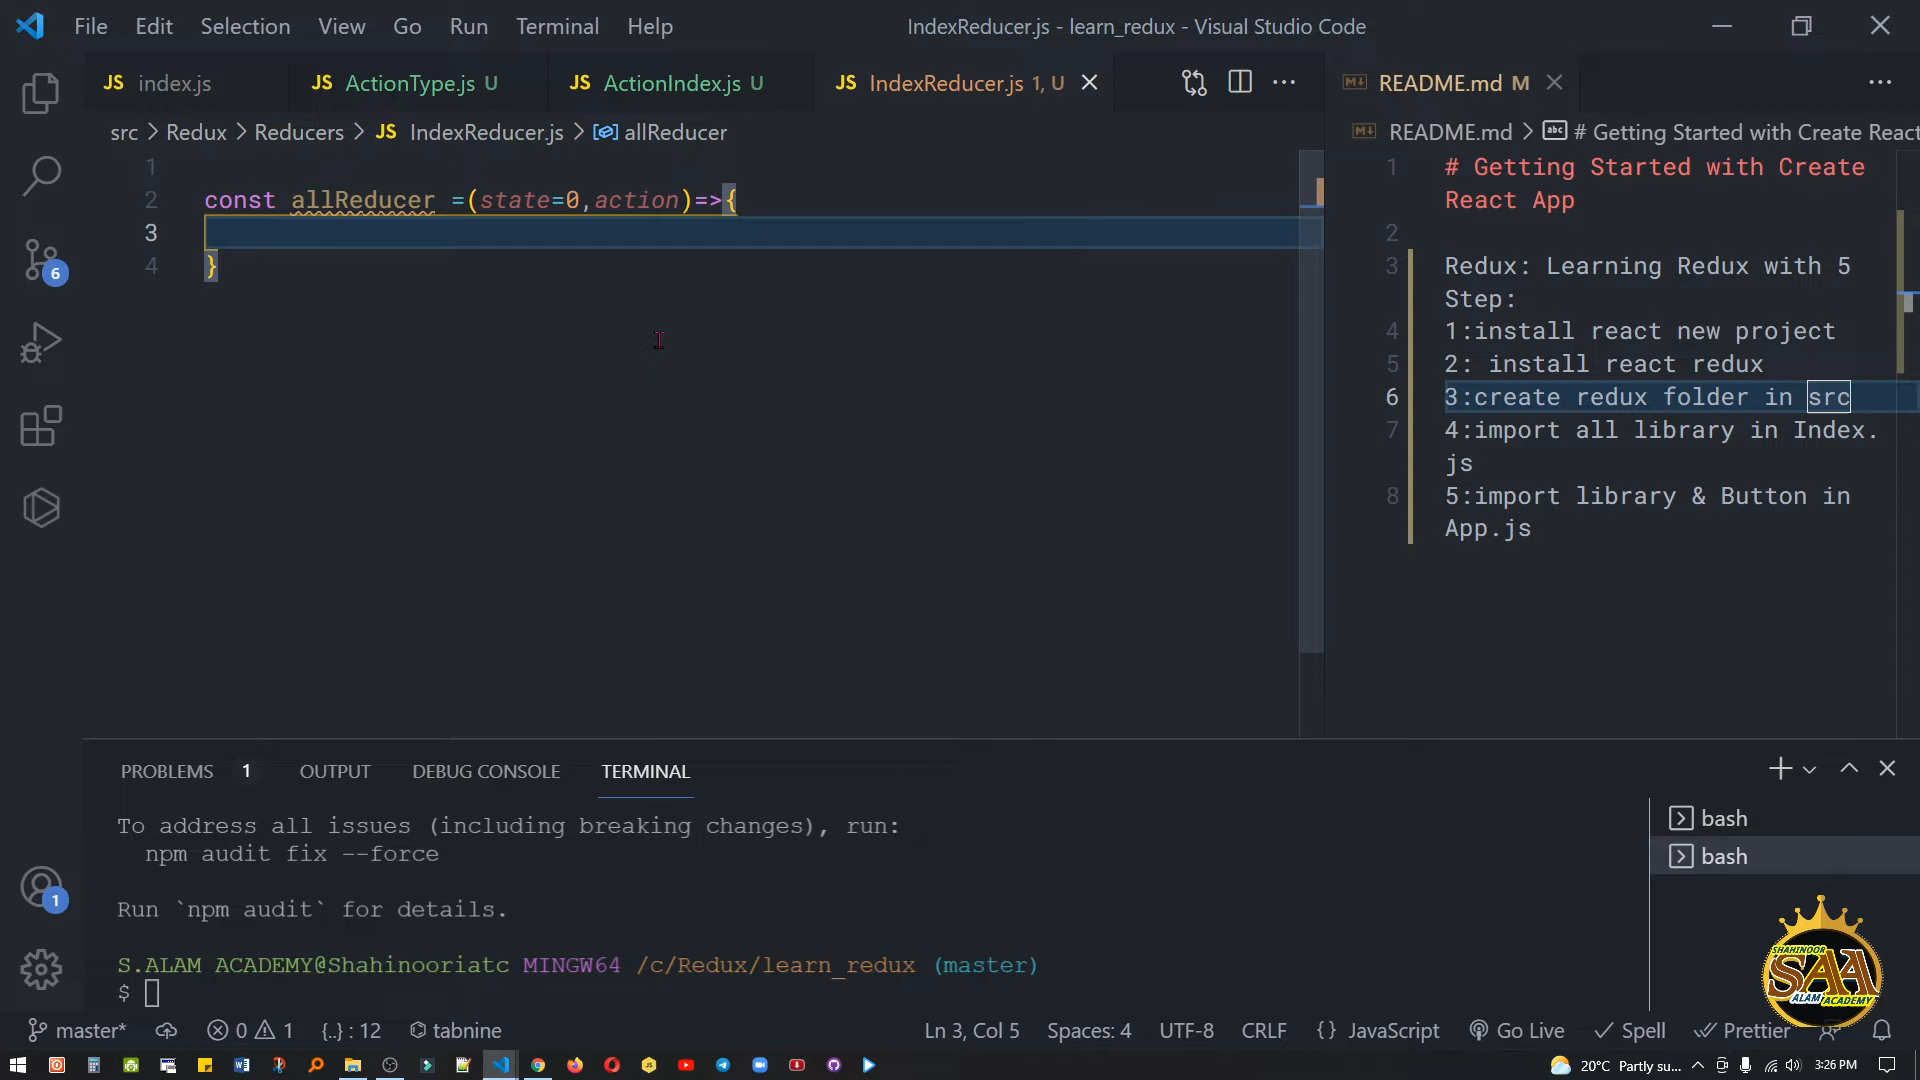 File Edit Selection View Go Run Terminal Help
IndexReducer.js - learn_redux - Visual Studio Code
JS index.js
JS ActionType.js U
JS ActionIndex.js U
JS IndexReducer.js 1, U
README.md M
src > Redux > Reducers > JS IndexReducer.js > allReducer
README.md > # Getting Started with Create React
1
2 const allReducer =(state=0,action)=>{
3
4 }
1 # Getting Started with Create
React App
2
3 Redux: Learning Redux with 5
Step:
4 1:install react new project
5 2: install react redux
6 3:create redux folder in src
7 4:import all library in Index.
js
8 5:import library & Button in
App.js
6
1
PROBLEMS 1 OUTPUT DEBUG CONSOLE TERMINAL
To address all issues (including breaking changes), run:
npm audit fix --force
Run `npm audit` for details.
S.ALAM ACADEMY@Shahinooriatc MINGW64 /c/Redux/learn_redux (master)
$
bash
bash
SHAHINOOR
SAA
ALAM ACADEMY
master* 0 1 {..} : 12 tabnine
Ln 3, Col 5 Spaces: 4 UTF-8 CRLF {} JavaScript Go Live Spell Prettier
20°C Partly su... 3:26 PM